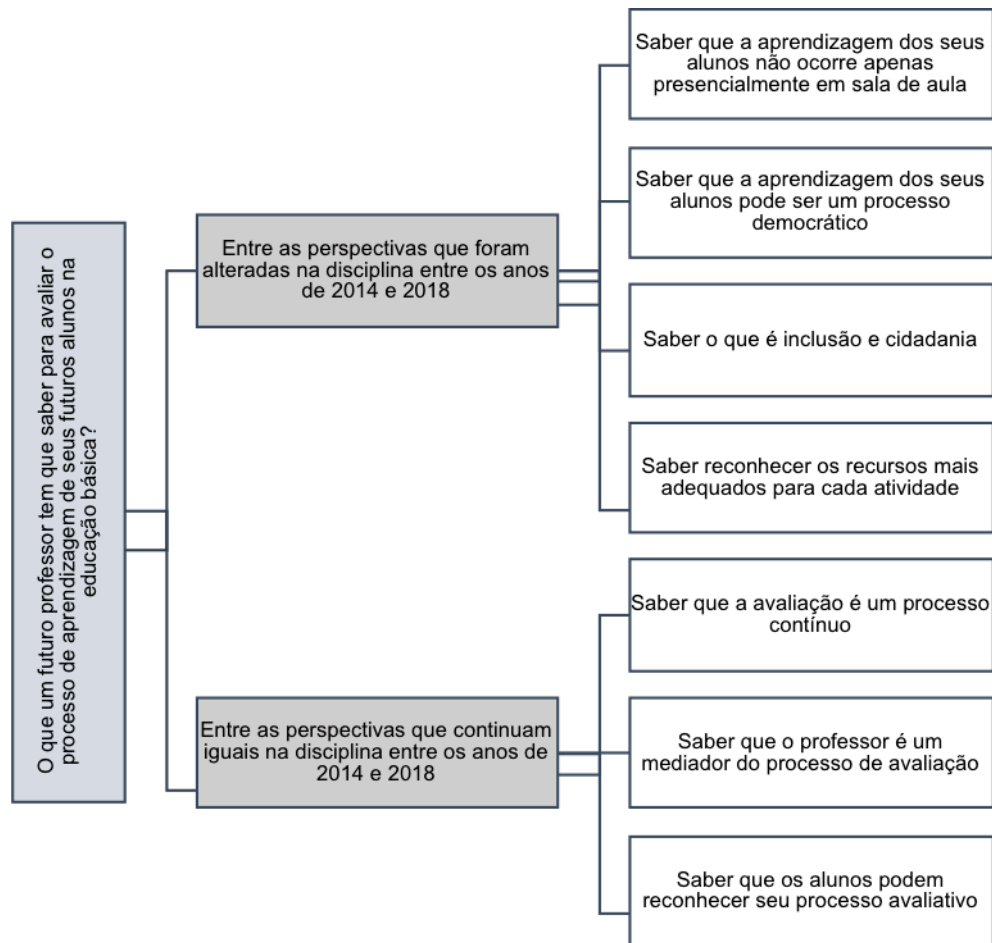 O que um futuro professor tem que saber para avaliar o
processo de aprendizagem de seus futuros alunos na
educação básica?
Entre as perspectivas que foram
alteradas na disciplina entre os anos
de 2014 e 2018
Saber que a aprendizagem dos seus
alunos não ocorre apenas
presencialmente em sala de aula
Saber que a aprendizagem dos seus
alunos pode ser um processo
democrático
Saber o que é inclusão e cidadania
Saber reconhecer os recursos mais
adequados para cada atividade
Entre as perspectivas que continuam
iguais na disciplina entre os anos de
2014 e 2018
Saber que a avaliação é um processo
contínuo
Saber que o professor é um
mediador do processo de avaliação
Saber que os alunos podem
reconhecer seu processo avaliativo